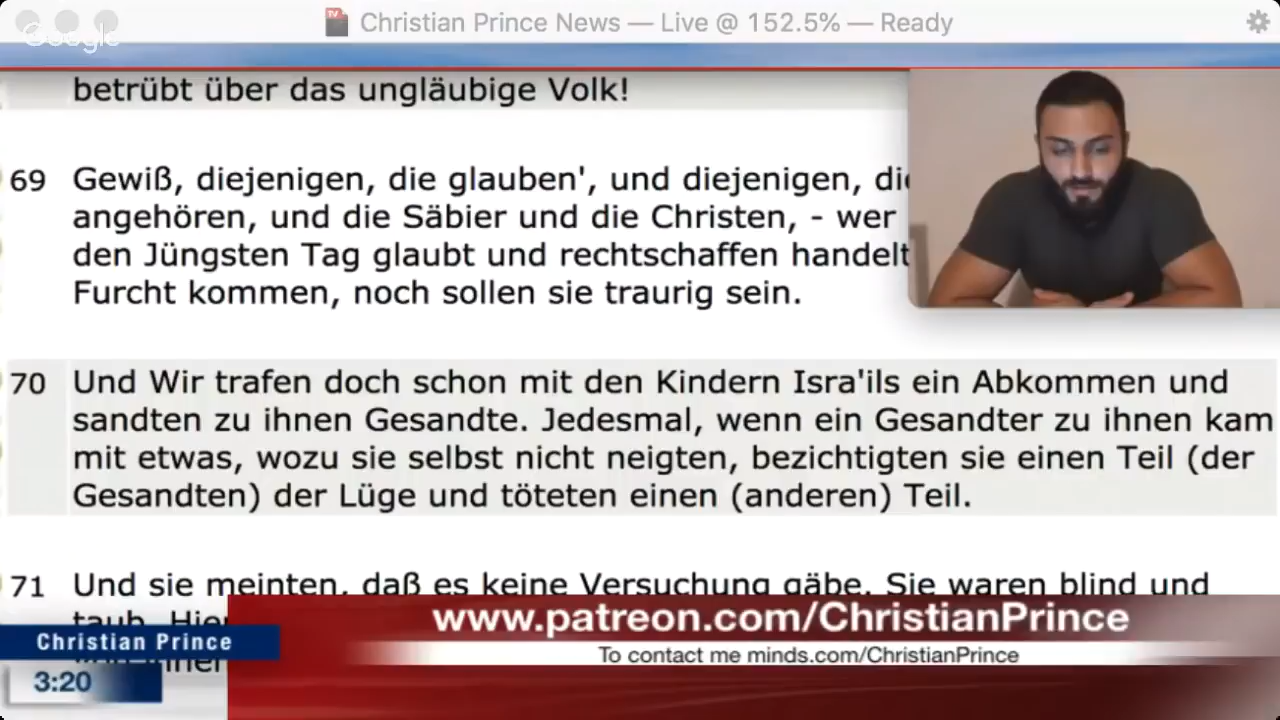 Christian Prince News — Live @ 152.5% — Ready
Google
betrübt über das ungläubige Volk!
69 Gewiß, diejenigen, die glauben', und diejenigen, die
angehören, und die Säbier und die Christen, - wer
den Jüngsten Tag glaubt und rechtschaffen handelt
Furcht kommen, noch sollen sie traurig sein.
70 Und Wir trafen doch schon mit den Kindern Isra'ils ein Abkommen und
sandten zu ihnen Gesandte. Jedesmal, wenn ein Gesandter zu ihnen kam
mit etwas, wozu sie selbst nicht neigten, bezichtigten sie einen Teil (der
Gesandten) der Lüge und töteten einen (anderen) Teil.
71 Und sie meinten, daß es keine Versuchung gäbe. Sie waren blind und
taub.
www.patreon.com/ChristianPrince
Christian Prince
To contact me minds.com/ChristianPrince
3:20